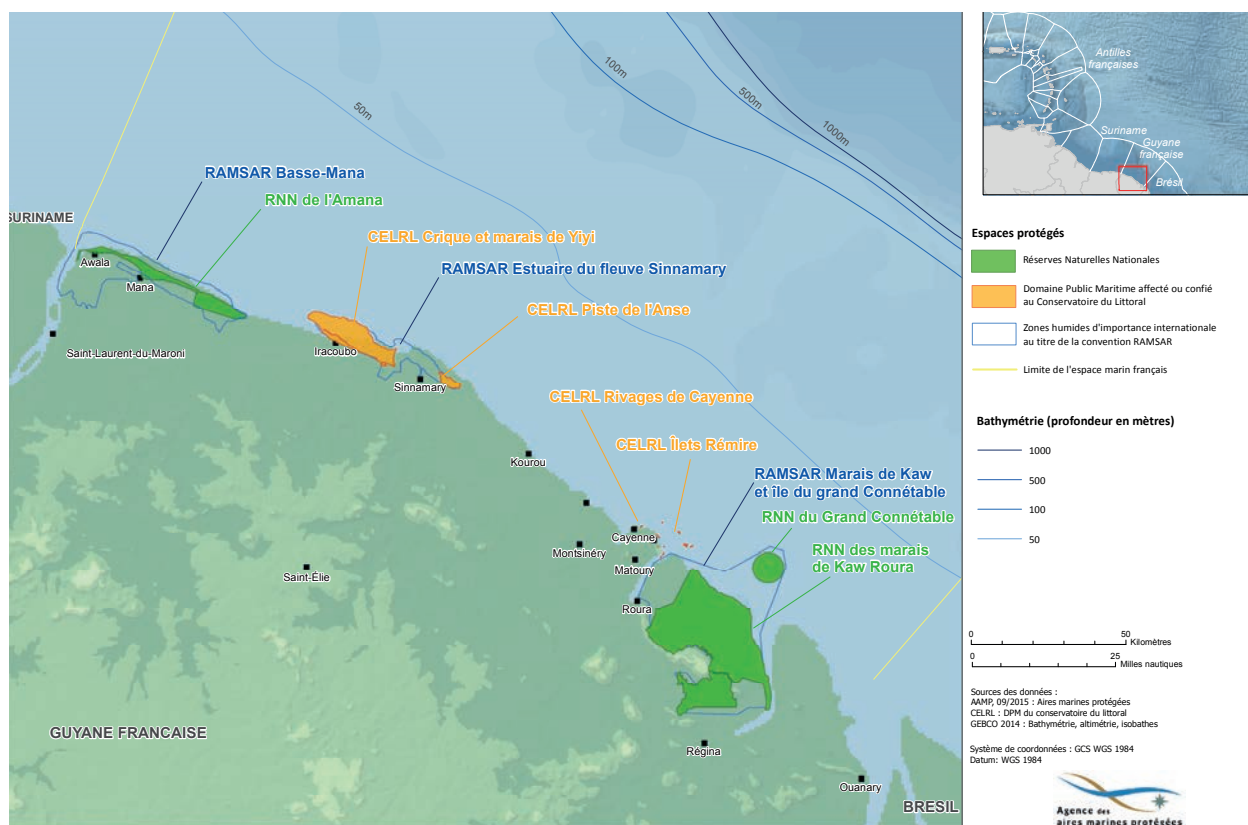 50m
100m
500m
1000m
RAMSAR Basse-Mana
RNN de l'Amana
SURINAME
CELRL Crique et marais de Yiyi
RAMSAR Estuaire du fleuve Sinnamary
CELRL Piste de l'Anse
Awala
Mana
Saint-Laurent-du-Maroni
Iracoubo
Sinnamary
CELRL Rivages de Cayenne
CELRL Îlets Rémire
Kourou
RAMSAR Marais de Kaw
et île du grand Connétable
RNN du Grand Connétable
RNN des marais
de Kaw Roura
Cayenne
Montsinéry
Matoury
Saint-Élie
Roura
GUYANE FRANCAISE
Régina
Ouanary
BRESIL
Antilles
françaises
Suriname
Guyane
française
Brésil
Espaces protégés
Réserves Naturelles Nationales
Domaine Public Maritime affecté ou confié
au Conservatoire du Littoral
Zones humides d'importance internationale
au titre de la convention RAMSAR
Limite de l'espace marin français
Bathymétrie (profondeur en mètres)
1000
500
100
50
0 50
Kilomètres
0 25
Milles nautiques
Sources des données :
AAMP, 09/2015 : Aires marines protégées
CELRL : DPM du conservatoire du littoral
GEBCO 2014 : Bathymétrie, altimétrie, isobathes
Système de coordonnées : GCS WGS 1984
Datum: WGS 1984
Agence des
aires marines protégées